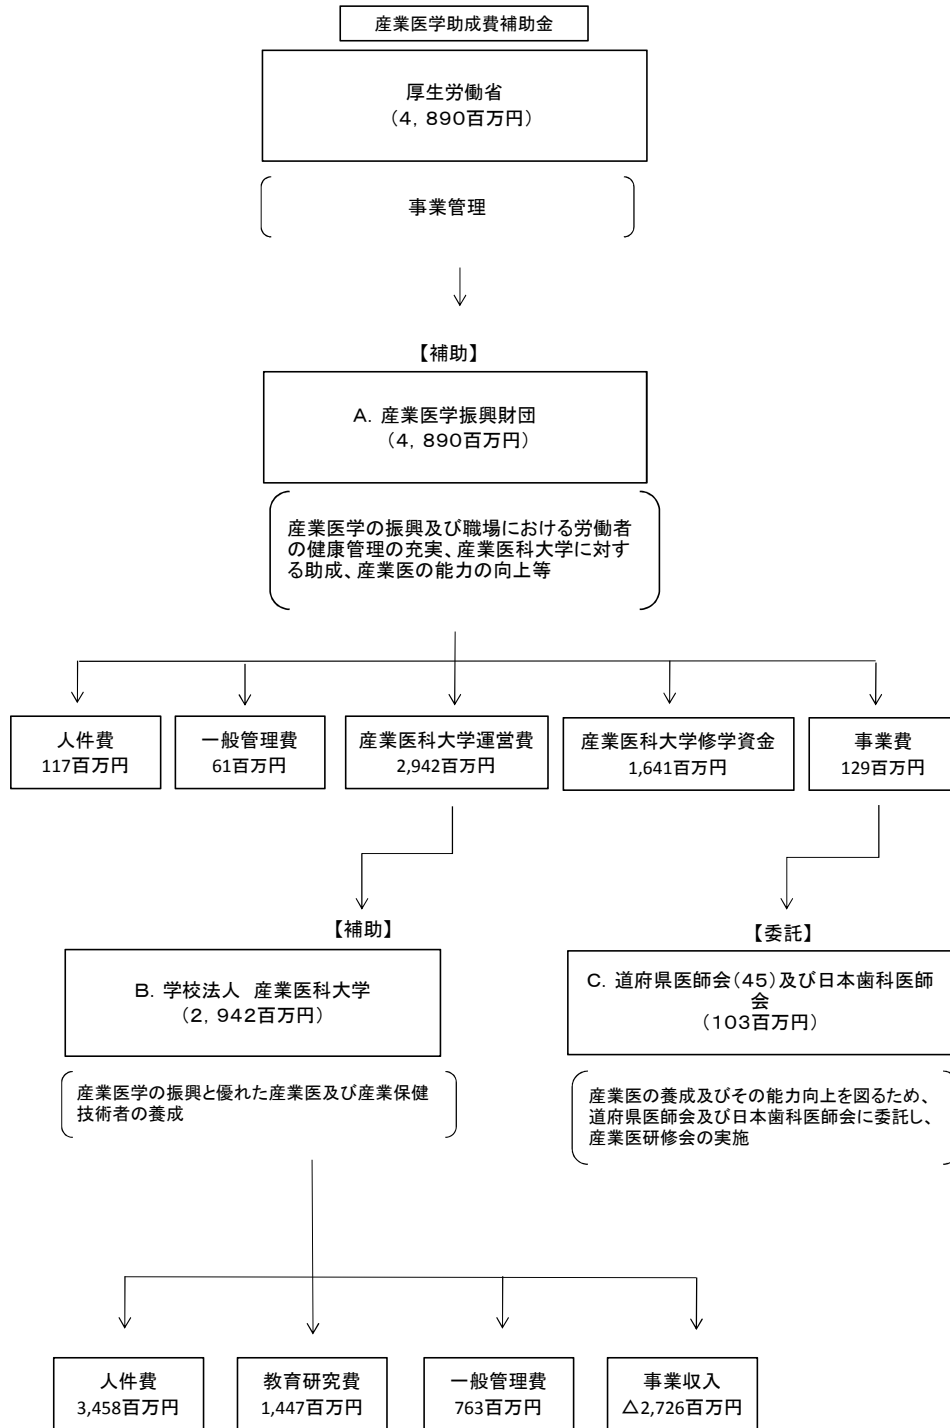 産業医学助成費補助金
厚生労働省
（４，８９０百万円）
事業管理
【補助】
Ａ．産業医学振興財団
（４，８９０百万円）
産業医学の振興及び職場における労働者
の健康管理の充実、産業医科大学に対す
る助成、産業医の能力の向上等
人件費
117百万円
一般管理費
61百万円
産業医科大学運営費
2,942百万円
産業医科大学修学資金
1,641百万円
事業費
129百万円
【補助】
Ｂ．学校法人　産業医科大学
（２，９４２百万円）
産業医学の振興と優れた産業医及び産業保健
技術者の養成
【委託】
Ｃ．道府県医師会（４５）及び日本歯科医師
会
（１０３百万円）
産業医の養成及びその能力向上を図るため、
道府県医師会及び日本歯科医師会に委託し、
産業医研修会の実施
人件費
3,458百万円
教育研究費
1,447百万円
一般管理費
763百万円
事業収入
△2,726百万円